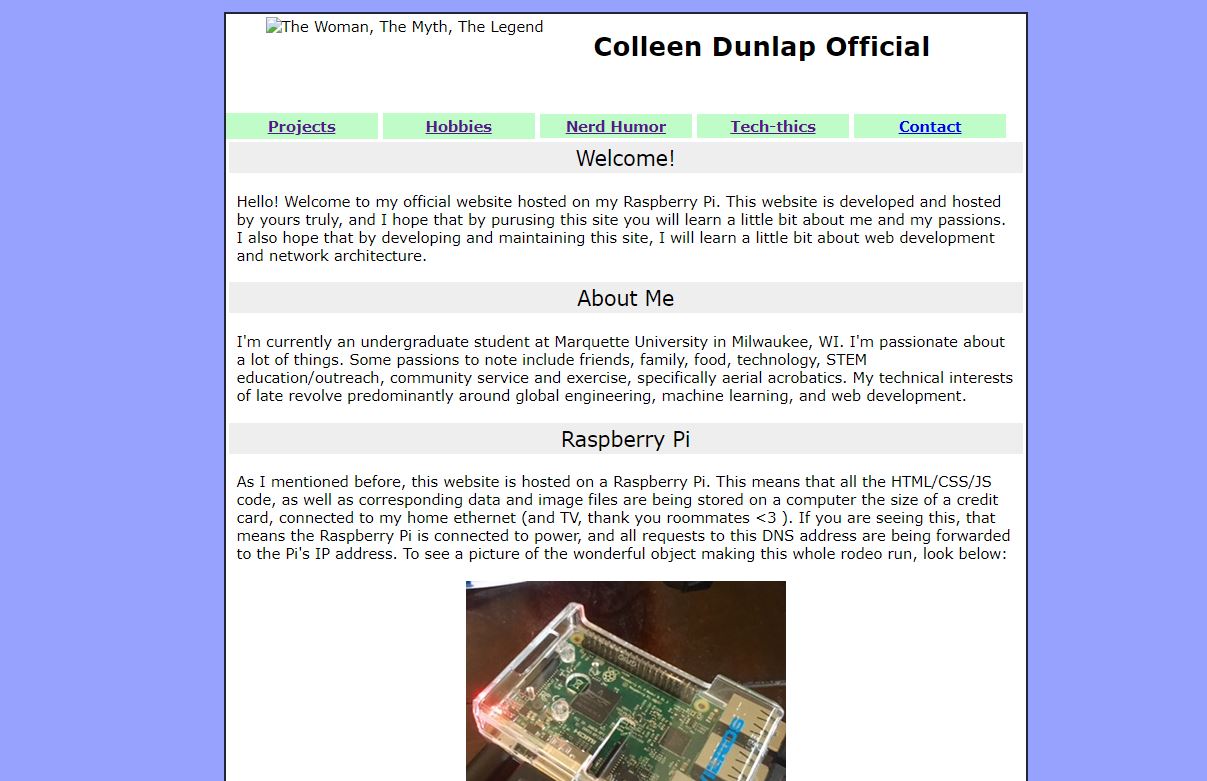 The Woman, The Myth, The Legend
Colleen Dunlap Official
Projects Hobbies Nerd Humor Tech-thics Contact
Welcome!
Hello! Welcome to my official website hosted on my Raspberry Pi. This website is developed and hosted
by yours truly, and I hope that by purusing this site you will learn a little bit about me and my passions.
I also hope that by developing and maintaining this site, I will learn a little bit about web development
and network architecture.
About Me
I'm currently an undergraduate student at Marquette University in Milwaukee, WI. I'm passionate about
a lot of things. Some passions to note include friends, family, food, technology, STEM
education/outreach, community service and exercise, specifically aerial acrobatics. My technical interests
of late revolve predominantly around global engineering, machine learning, and web development.
Raspberry Pi
As I mentioned before, this website is hosted on a Raspberry Pi. This means that all the HTML/CSS/JS
code, as well as corresponding data and image files are being stored on a computer the size of a credit
card, connected to my home ethernet (and TV, thank you roommates <3 ). If you are seeing this, that
means the Raspberry Pi is connected to power, and all requests to this DNS address are being forwarded
to the Pi's IP address. To see a picture of the wonderful object making this whole rodeo run, look below: